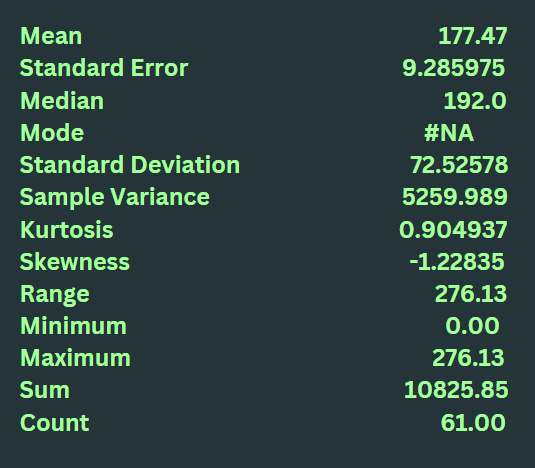 Mean 177.47
Standard Error 9.285975
Median 192.0
Mode #NA
Standard Deviation 72.52578
Sample Variance 5259.989
Kurtosis 0.904937
Skewness -1.22835
Range 276.13
Minimum 0.00
Maximum 276.13
Sum 10825.85
Count 61.00